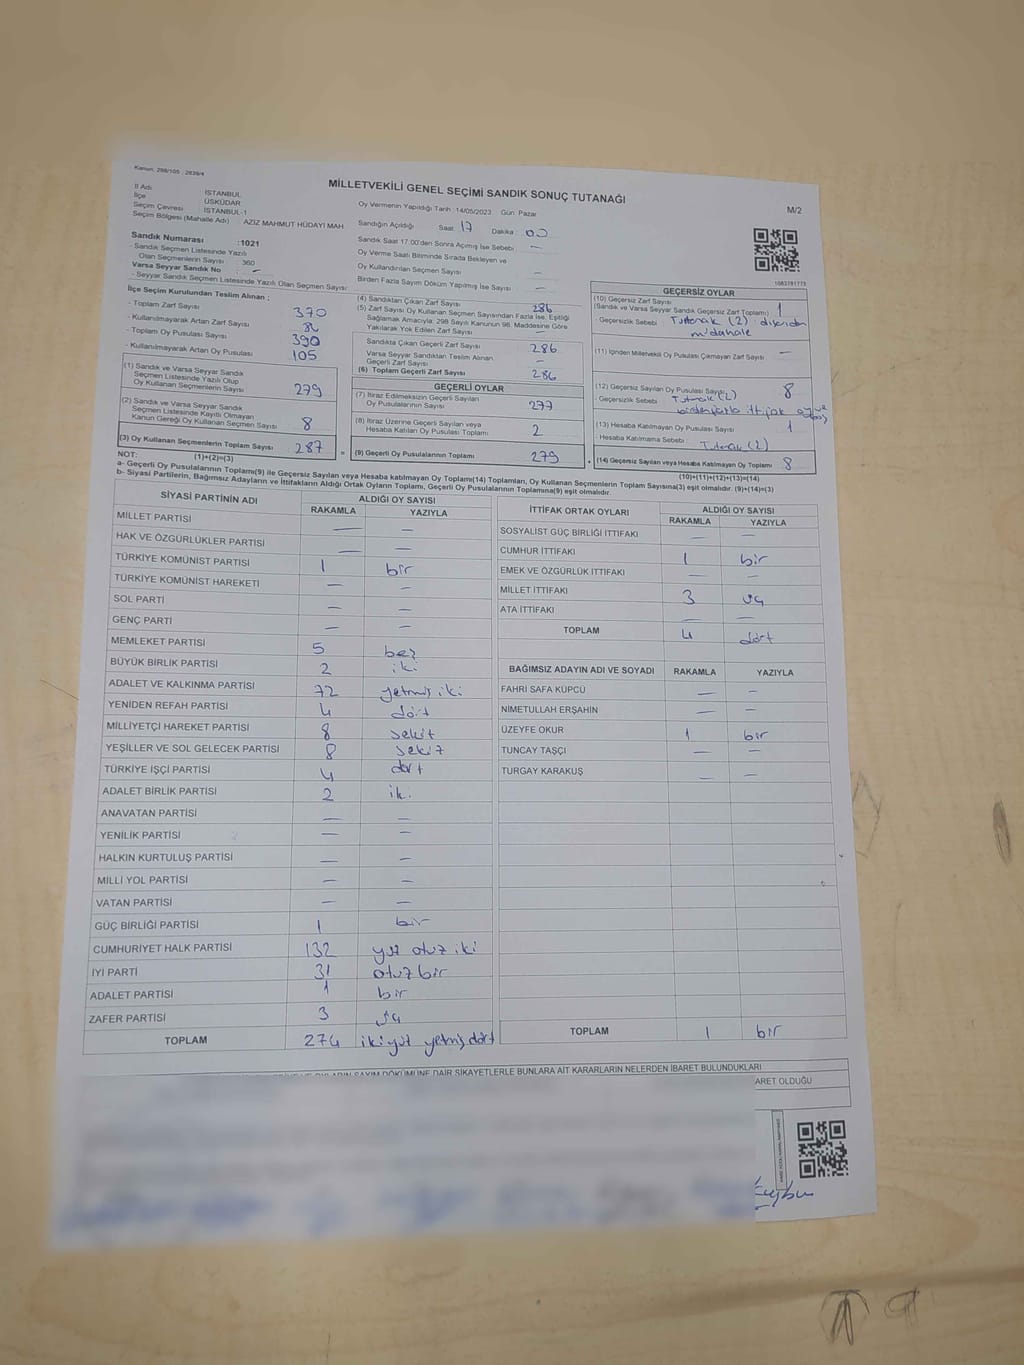 Kanun: 298/105 ; 2839/4
MİLLETVEKİLİ GENEL SEÇİMİ SANDIK SONUÇ TUTANAĞI
M/2
İl Adı İSTANBUL
İlçe ÜSKÜDAR
Seçim Çevresi İSTANBUL-1
Seçim Bölgesi (Mahalle Adı) AZİZ MAHMUT HÜDAYİ MAH
Sandık Numarası :1021
- Sandık Seçmen Listesinde Yazılı
Olan Seçmenlerin Sayısı 360
Varsa Seyyar Sandık No : –
- Seyyar Sandık Seçmen Listesinde Yazılı Olan Seçmen Sayısı:
İlçe Seçim Kurulundan Teslim Alınan ;
- Toplam Zarf Sayısı : 370
- Kullanılmayarak Artan Zarf Sayısı :
- Toplam Oy Pusulası Sayısı : 390
- Kullanılmayarak Artan Oy Pusulası : 105
(1) Sandık ve Varsa Seyyar Sandık
Seçmen Listesinde Yazılı Olup
Oy Kullanan Seçmenlerin Sayısı 279
(2) Sandık ve Varsa Seyyar Sandık
Seçmen Listesinde Kayıtlı Olmayan
Kanun Gereği Oy Kullanan Seçmen Sayısı 8
(3) Oy Kullanan Seçmenlerin Toplam Sayısı 287
Oy Vermenin Yapıldığı Tarih : 14/05/2023 Gün: Pazar
Sandığın Açıldığı Saat: 17 Dakika : 00
Sandık Saat 17.00'den Sonra Açılmış İse Sebebi : –
Oy Verme Saati Bitiminde Sırada Bekleyen ve
Oy Kullandırılan Seçmen Sayısı : –
Birden Fazla Sayım Döküm Yapılmış İse Sayısı : –
(4) Sandıktan Çıkan Zarf Sayısı : 286
(5) Zarf Sayısı Oy Kullanan Seçmen Sayısından Fazla İse, Eşitliği
Sağlamak Amacıyla; 298 Sayılı Kanunun 98. Maddesine Göre
Yakılarak Yok Edilen Zarf Sayısı : –
Sandıkta Çıkan Geçerli Zarf Sayısı : 286
Varsa Seyyar Sandıktan Teslim Alınan
Geçerli Zarf Sayısı : –
(6) Toplam Geçerli Zarf Sayısı : 286
GEÇERLİ OYLAR
(7) İtiraz Edilmeksizin Geçerli Sayılan
Oy Pusulalarının Sayısı : 277
(8) İtiraz Üzerine Geçerli Sayılan veya
Hesaba Katılan Oy Pusulası Toplamı : 2
= (9) Geçerli Oy Pusulalarının Toplamı : 279
1063781773
GEÇERSİZ OYLAR
(10) Geçersiz Zarf Sayısı : 1
(Sandık ve Varsa Seyyar Sandık Geçersiz Zarf Toplamı)
- Geçersizlik Sebebi : Tutanak (2) dışarıdan
müdahale
(11) İçinden Milletvekili Oy Pusulası Çıkmayan Zarf Sayısı : –
(12) Geçersiz Sayılan Oy Pusulası Sayısı : 8
- Geçersizlik Sebebi : Tutanak (2)
birden fazla ittifak
(13) Hesaba Katılmayan Oy Pusulası Sayısı : 1
- Hesaba Katılmama Sebebi : Tutanak (2)
+ (14) Geçersiz Sayılan veya Hesaba Katılmayan Oy Toplamı : 8
NOT: (1)+(2)=(3) (10)+(11)+(12)+(13)=(14)
a- Geçerli Oy Pusulalarının Toplamı(9) ile Geçersiz Sayılan veya Hesaba katılmayan Oy Toplamı(14) Toplamları, Oy Kullanan Seçmenlerin Toplam Sayısına(3) eşit olmalıdır. (9)+(14)=(3)
b- Siyasi Partilerin, Bağımsız Adayların ve İttifakların Aldığı Ortak Oyların Toplamı, Geçerli Oy Pusulalarının Toplamına(9) eşit olmalıdır.
SİYASİ PARTİNİN ADI ALDIĞI OY SAYISI
RAKAMLA YAZIYLA
MİLLET PARTİSİ — –
HAK VE ÖZGÜRLÜKLER PARTİSİ — –
TÜRKİYE KOMÜNİST PARTİSİ 1 bir
TÜRKİYE KOMÜNİST HAREKETİ – –
SOL PARTİ – –
GENÇ PARTİ – –
MEMLEKET PARTİSİ 5 beş
BÜYÜK BİRLİK PARTİSİ 2 iki
ADALET VE KALKINMA PARTİSİ 72 yetmiş iki
YENİDEN REFAH PARTİSİ 4 dört
MİLLİYETÇİ HAREKET PARTİSİ 8 sekiz
YEŞİLLER VE SOL GELECEK PARTİSİ 8 sekiz
TÜRKİYE İŞÇİ PARTİSİ 4 dört
ADALET BİRLİK PARTİSİ 2 iki
ANAVATAN PARTİSİ – –
YENİLİK PARTİSİ – –
HALKIN KURTULUŞ PARTİSİ – –
MİLLİ YOL PARTİSİ – –
VATAN PARTİSİ – –
GÜÇ BİRLİĞİ PARTİSİ 1 bir
CUMHURİYET HALK PARTİSİ 132 yüz otuz iki
İYİ PARTİ 31 otuz bir
ADALET PARTİSİ 1 bir
ZAFER PARTİSİ 3 üç
TOPLAM 274 iki yüz yetmiş dört
İTTİFAK ORTAK OYLARI ALDIĞI OY SAYISI
RAKAMLA YAZIYLA
SOSYALİST GÜÇ BİRLİĞİ İTTİFAKI – –
CUMHUR İTTİFAKI 1 bir
EMEK VE ÖZGÜRLÜK İTTİFAKI – –
MİLLET İTTİFAKI 3 üç
ATA İTTİFAKI – –
TOPLAM 4 dört
BAĞIMSIZ ADAYIN ADI VE SOYADI RAKAMLA YAZIYLA
FAHRİ SAFA KÜPCÜ – –
NİMETULLAH ERŞAHİN – –
ÜZEYFE OKUR 1 bir
TUNCAY TAŞÇI – –
TURGAY KARAKUŞ – –
TOPLAM 1 bir
OYLARIN SAYIM DÖKÜMÜNE DAİR ŞİKAYETLERLE BUNLARA AİT KARARLARIN NELERDEN İBARET BULUNDUKLARI
ARET OLDUĞU